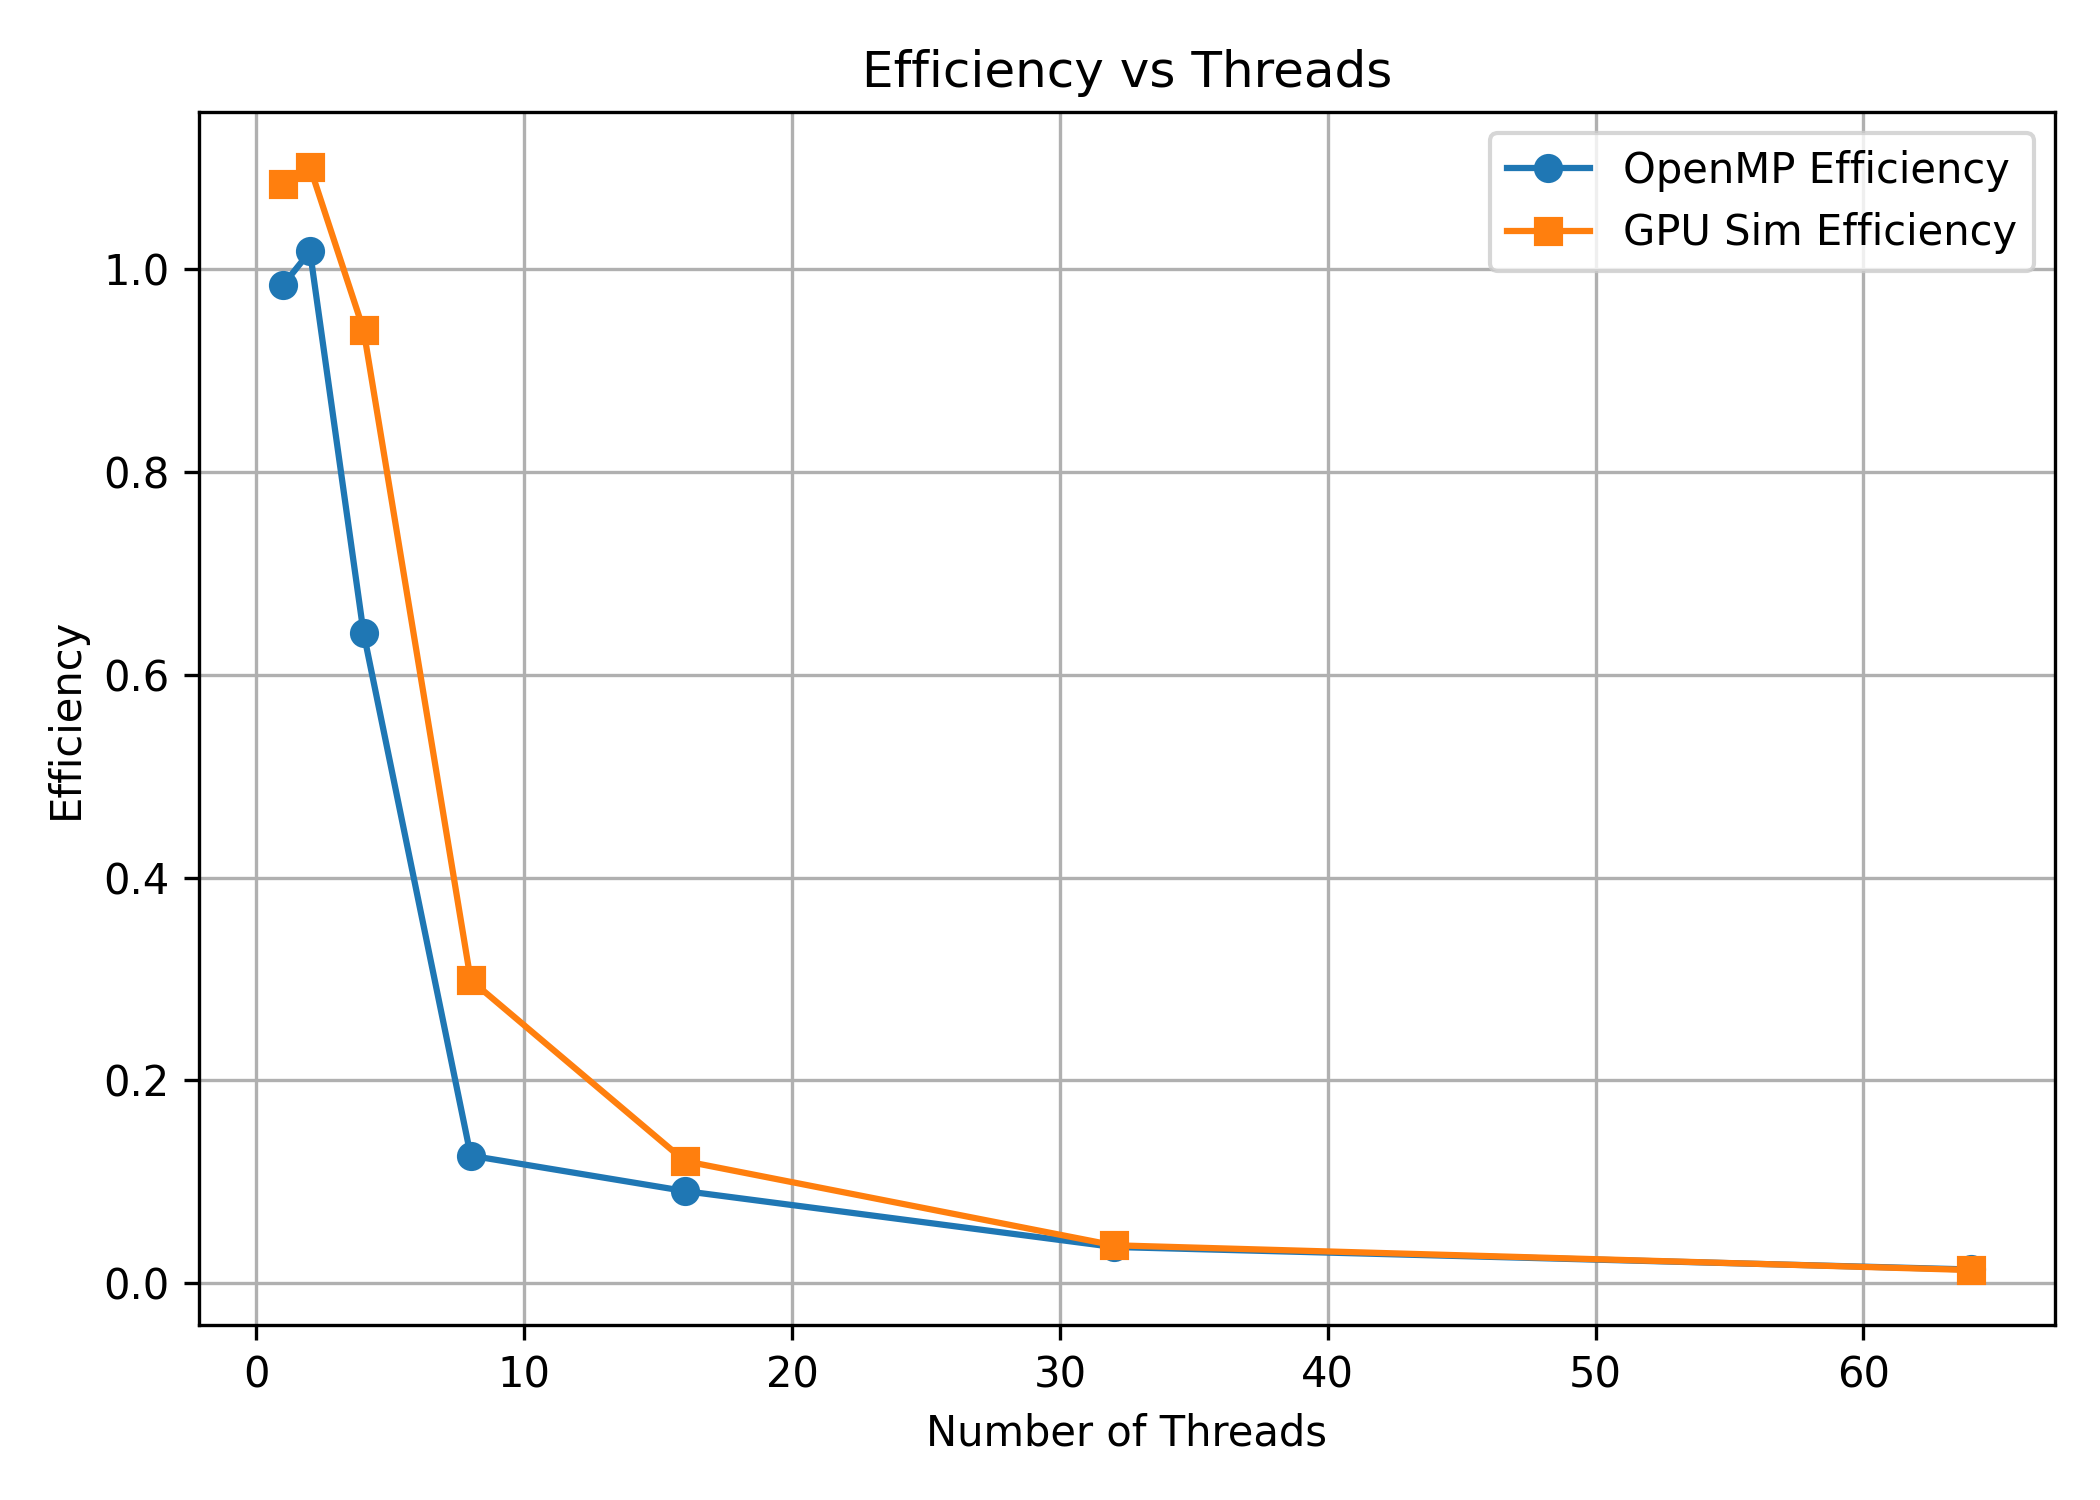 Efficiency vs Threads
OpenMP Efficiency
GPU Sim Efficiency
1.0
0.8
0.6
0.4
0.2
0.0
Efficiency
0 10 20 30 40 50 60
Number of Threads